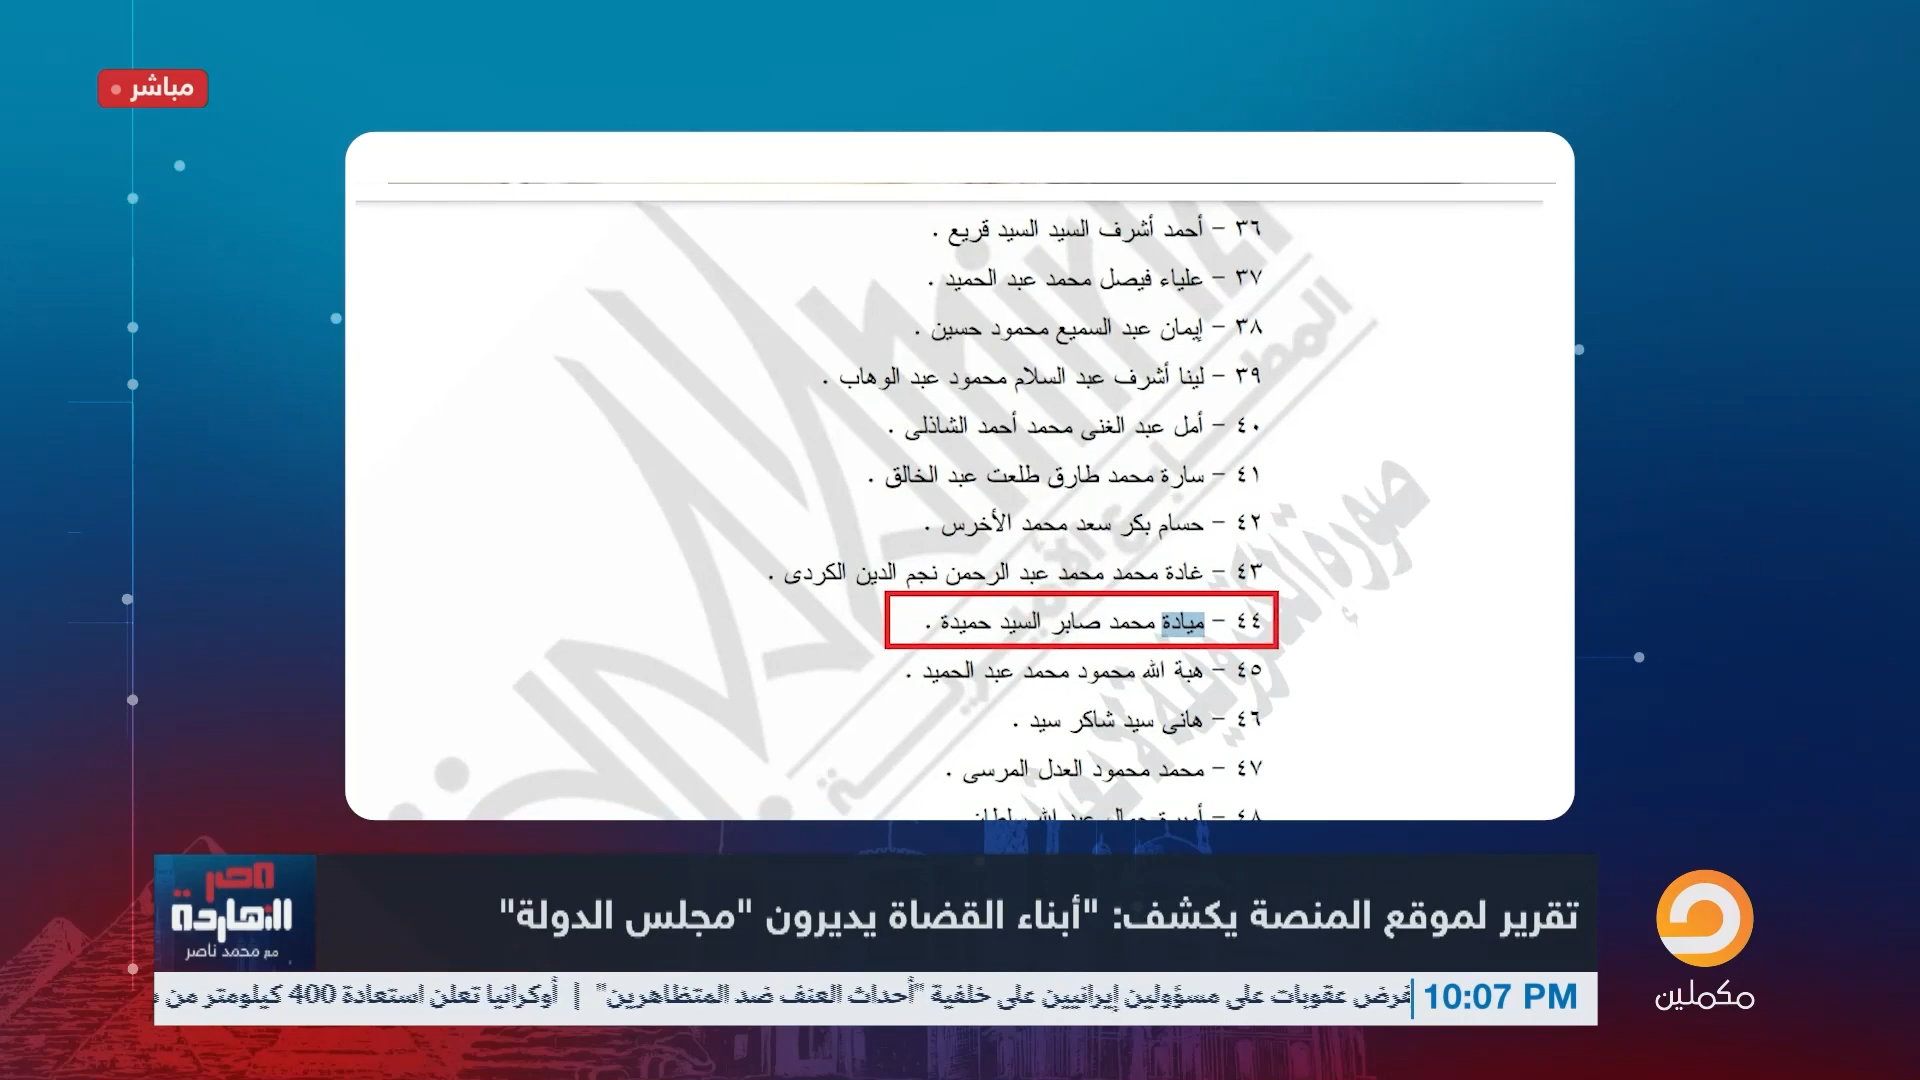 مباشر
٣٦ – أحمد أشرف السيد السيد قريع .
٣٧ – علياء فيصل محمد عبد الحميد .
٣٨ – إيمان عبد السميع محمود حسين .
٣٩ – لينا أشرف عبد السلام محمود عبد الوهاب .
٤٠ – أمل عبد الغنى محمد أحمد الشاذلى .
٤١ – سارة محمد طارق طلعت عبد الخالق .
٤٢ – حسام بكر سعد محمد الأخرس .
٤٣ – غادة محمد محمد عبد الرحمن نجم الدين الكردى .
٤٤ – ميادة محمد صابر السيد حميدة .
٤٥ – هبة الله محمود محمد عبد الحميد .
٤٦ – هانى سيد شاكر سيد .
٤٧ – محمد محمود العدل المرسى .
مصر
النهاردة
مع محمد ناصر
تقرير لموقع المنصة يكشف: "أبناء القضاة يديرون "مجلس الدولة"
10:07 PM
فرض عقوبات على مسؤولين إيرانيين على خلفية "أحداث العنف ضد المتظاهرين" | أوكرانيا تعلن استعادة 400 كيلومتر من
مكملين